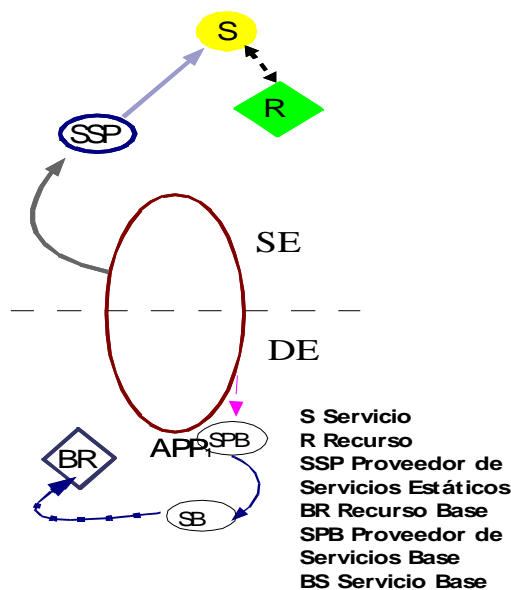 S
R
SSP
SE
DE
APP1
SPB
BR
SB
S Servicio
R Recurso
SSP Proveedor de
Servicios Estáticos
BR Recurso Base
SPB Proveedor de
Servicios Base
BS Servicio Base